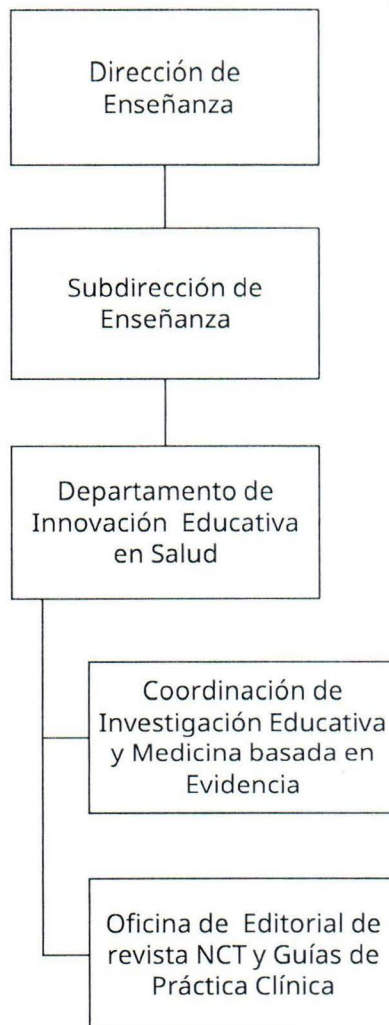 Dirección de
Enseñanza
Subdirección de
Enseñanza
Departamento de
Innovación Educativa
en Salud
Coordinación de
Investigación Educativa
y Medicina basada en
Evidencia
Oficina de Editorial de
revista NCT y Guías de
Práctica Clínica